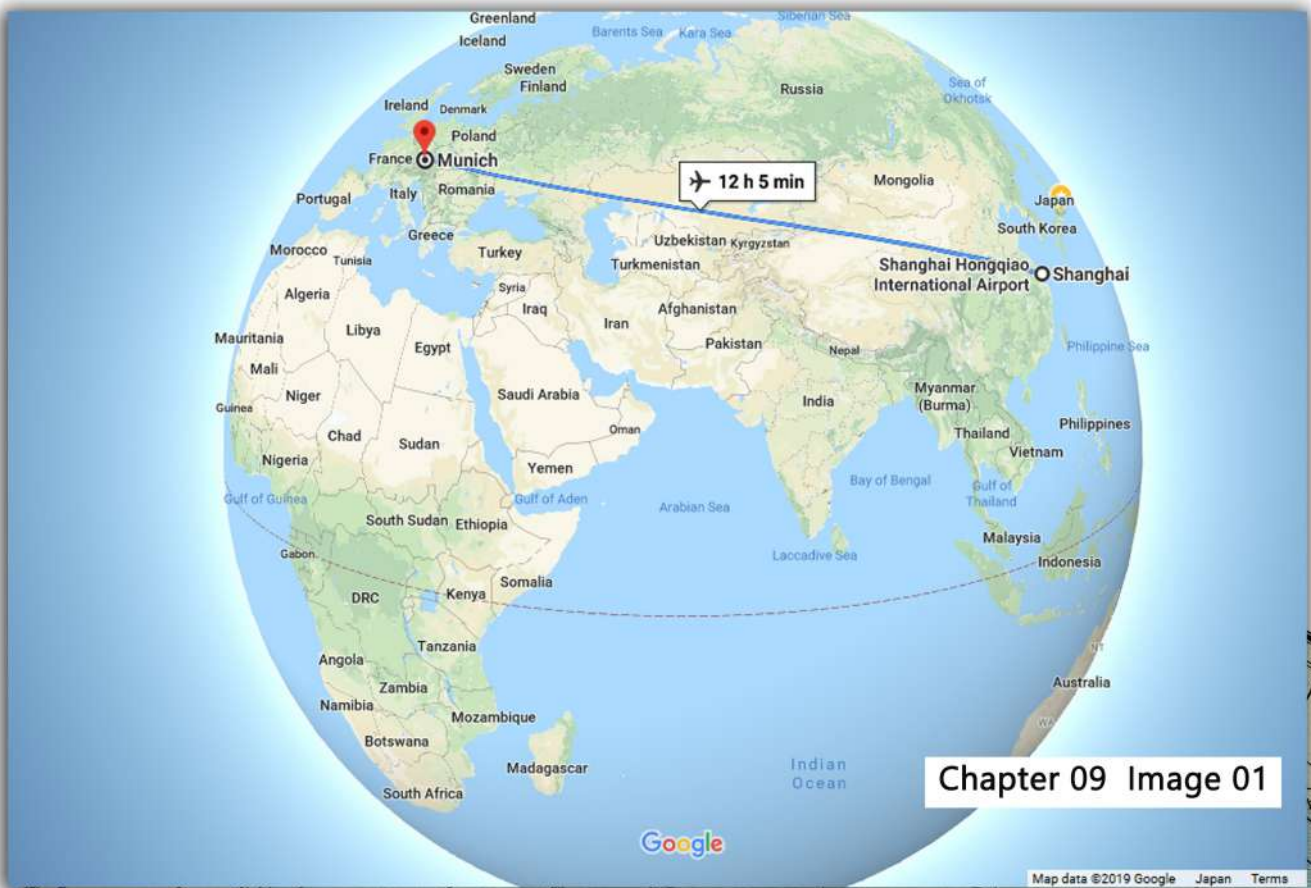 Greenland
Siberian Sea
Barents Sea
Kara Sea
Iceland
Sweden
Finland
Russia
Sea of
Okhotsk
Ireland
Denmark
Poland
France
Munich
12 h 5 min
Mongolia
Japan
Portugal
Italy
Romania
South Korea
Greece
Morocco
Tunisia
Turkey
Uzbekistan
Kyrgyzstan
Turkmenistan
Shanghai Hongqiao
International Airport
Shanghai
Algeria
Syria
Iraq
Iran
Afghanistan
Mauritania
Libya
Egypt
Pakistan
Nepal
Philippine Sea
Mali
Niger
Saudi Arabia
India
Myanmar
(Burma)
Guinea
Chad
Sudan
Oman
Thailand
Philippines
Nigeria
Yemen
Vietnam
Gulf of Guinea
Gulf of Aden
Arabian Sea
Bay of Bengal
Gulf of
Thailand
South Sudan
Ethiopia
Malaysia
Gabon
Laccadive Sea
Indonesia
DRC
Kenya
Somalia
Tanzania
NT
Angola
Zambia
Australia
Namibia
Mozambique
WA
Botswana
Madagascar
Indian
Ocean
South Africa
Chapter 09 Image 01
Google
Map data ©2019 Google Japan Terms